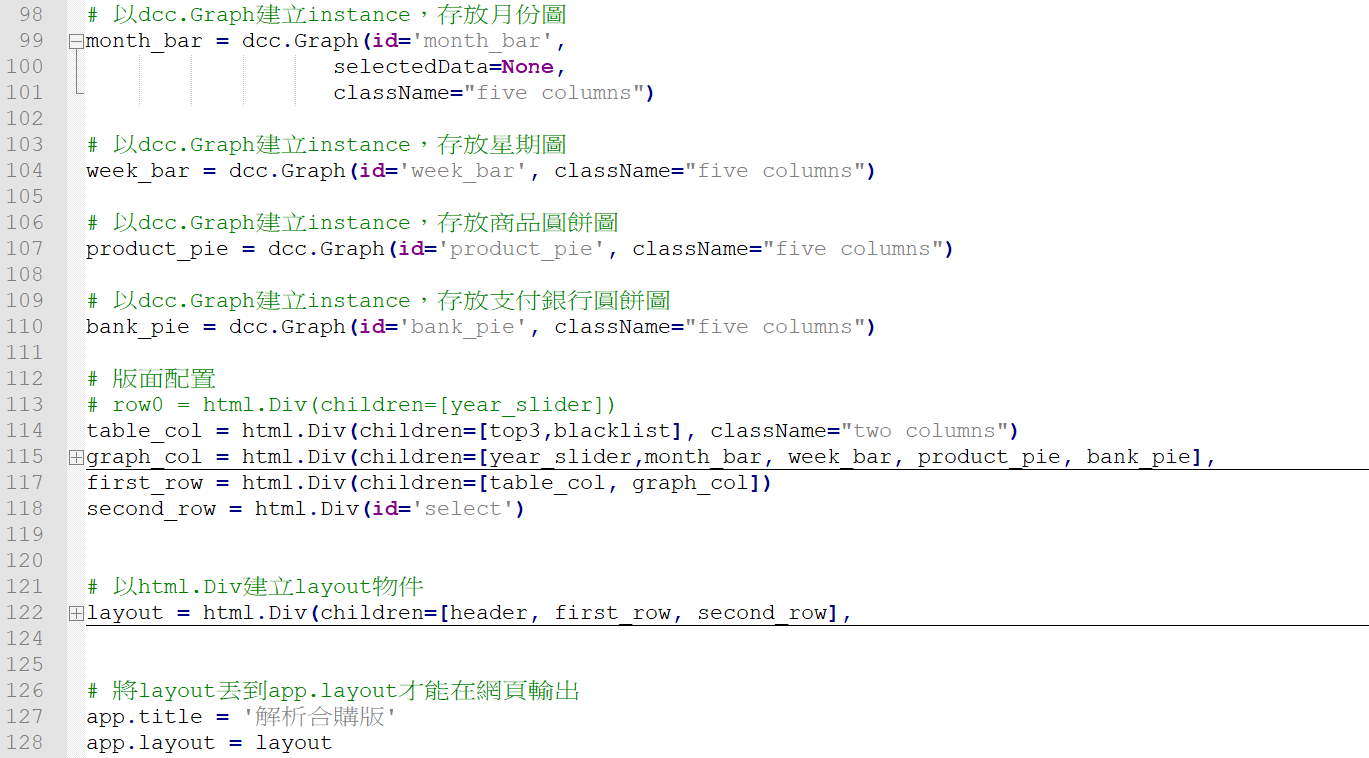 98 # 以dcc.Graph建立instance，存放月份圖
99 month_bar = dcc.Graph(id='month_bar',
100 selectedData=None,
101 className="five columns")
102
103 # 以dcc.Graph建立instance，存放星期圖
104 week_bar = dcc.Graph(id='week_bar', className="five columns")
105
106 # 以dcc.Graph建立instance，存放商品圓餅圖
107 product_pie = dcc.Graph(id='product_pie', className="five columns")
108
109 # 以dcc.Graph建立instance，存放支付銀行圓餅圖
110 bank_pie = dcc.Graph(id='bank_pie', className="five columns")
111
112 # 版面配置
113 # row0 = html.Div(children=[year_slider])
114 table_col = html.Div(children=[top3,blacklist], className="two columns")
115 graph_col = html.Div(children=[year_slider,month_bar, week_bar, product_pie, bank_pie],
117 first_row = html.Div(children=[table_col, graph_col])
118 second_row = html.Div(id='select')
119
120
121 # 以html.Div建立layout物件
122 layout = html.Div(children=[header, first_row, second_row],
124
125
126 # 將layout丟到app.layout才能在網頁輸出
127 app.title = '解析合購版'
128 app.layout = layout